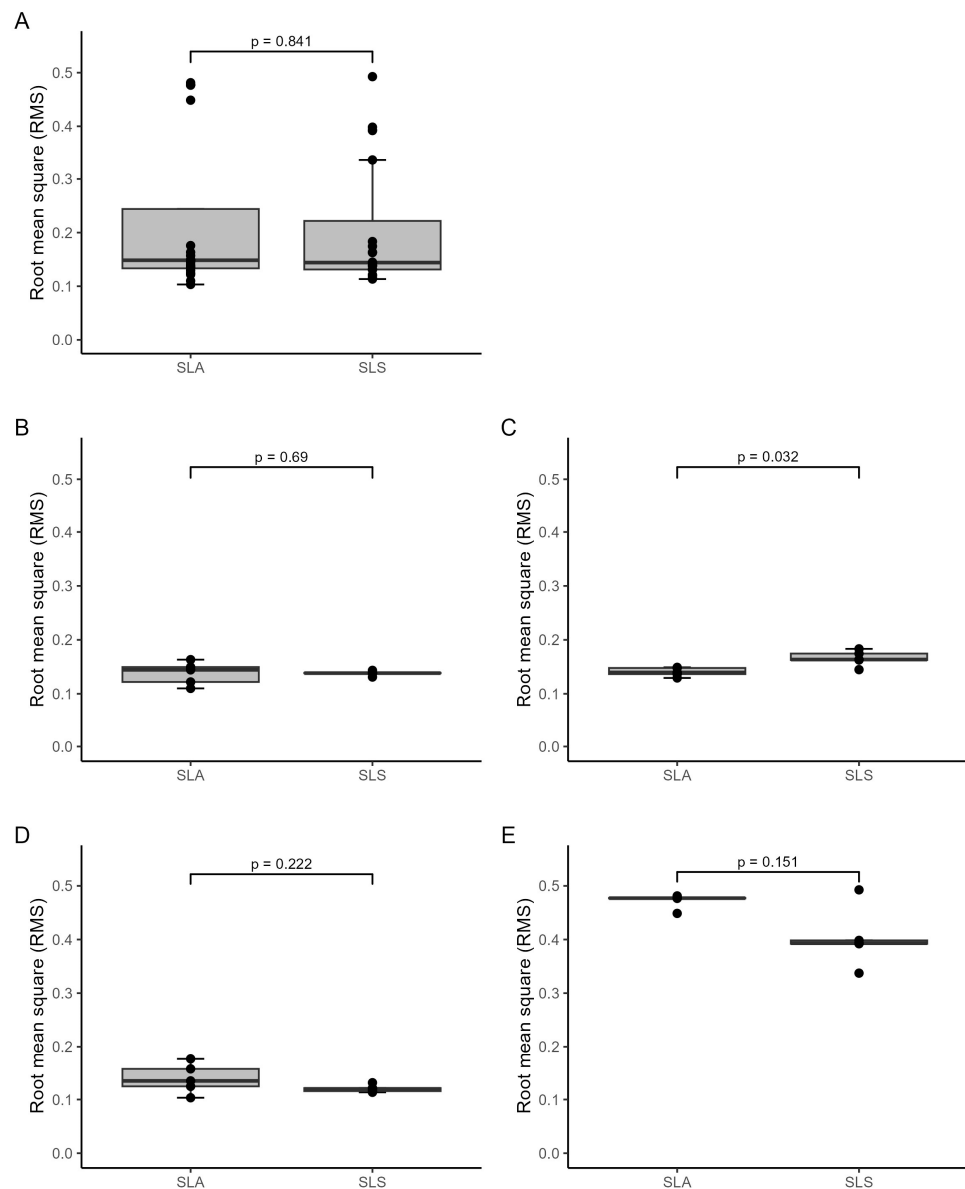 A
p = 0.841
Root mean square (RMS)
0.5
0.4
0.3
0.2
0.1
0.0
SLA SLS
B
p = 0.69
Root mean square (RMS)
0.5
0.4
0.3
0.2
0.1
0.0
SLA SLS
C
p = 0.032
Root mean square (RMS)
0.5
0.4
0.3
0.2
0.1
0.0
SLA SLS
D
p = 0.222
Root mean square (RMS)
0.5
0.4
0.3
0.2
0.1
0.0
SLA SLS
E
p = 0.151
Root mean square (RMS)
0.5
0.4
0.3
0.2
0.1
0.0
SLA SLS